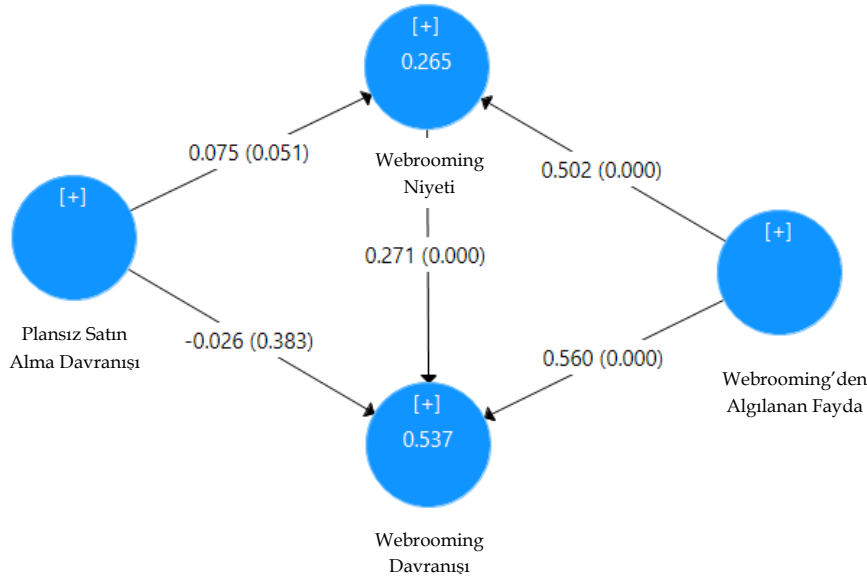 [+]
0.265
Webrooming
Niyeti
0.075 (0.051)
0.502 (0.000)
[+]
[+]
0.271 (0.000)
Plansız Satın
Alma Davranışı
-0.026 (0.383)
0.560 (0.000)
Webrooming’den
Algılanan Fayda
[+]
0.537
Webrooming
Davranışı